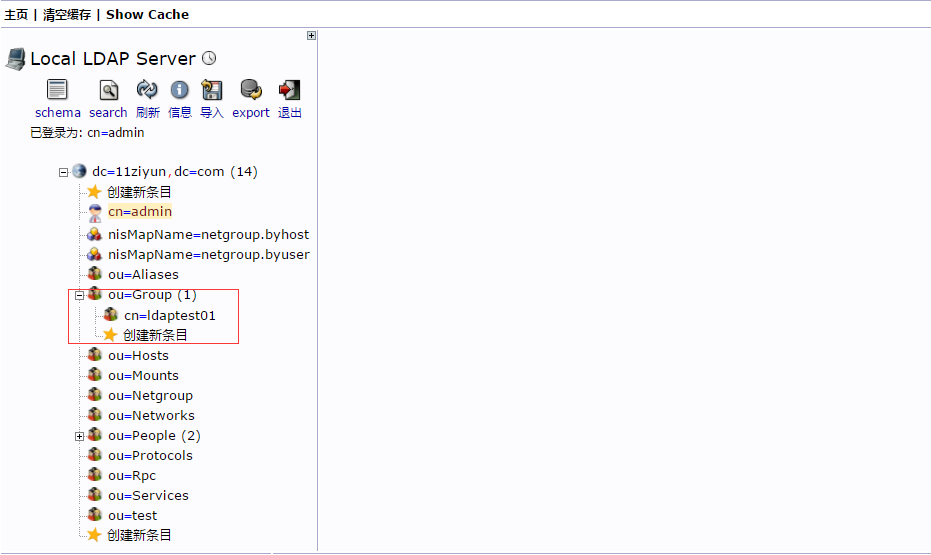 主页 | 清空缓存 | Show Cache
Local LDAP Server
schema search 刷新 信息 导入 export 退出
已登录为: cn=admin
dc=11ziyun,dc=com (14)
创建新条目
cn=admin
nisMapName=netgroup.byhost
nisMapName=netgroup.byuser
ou=Aliases
ou=Group (1)
cn=ldaptest01
创建新条目
ou=Hosts
ou=Mounts
ou=Netgroup
ou=Networks
ou=People (2)
ou=Protocols
ou=Rpc
ou=Services
ou=test
创建新条目